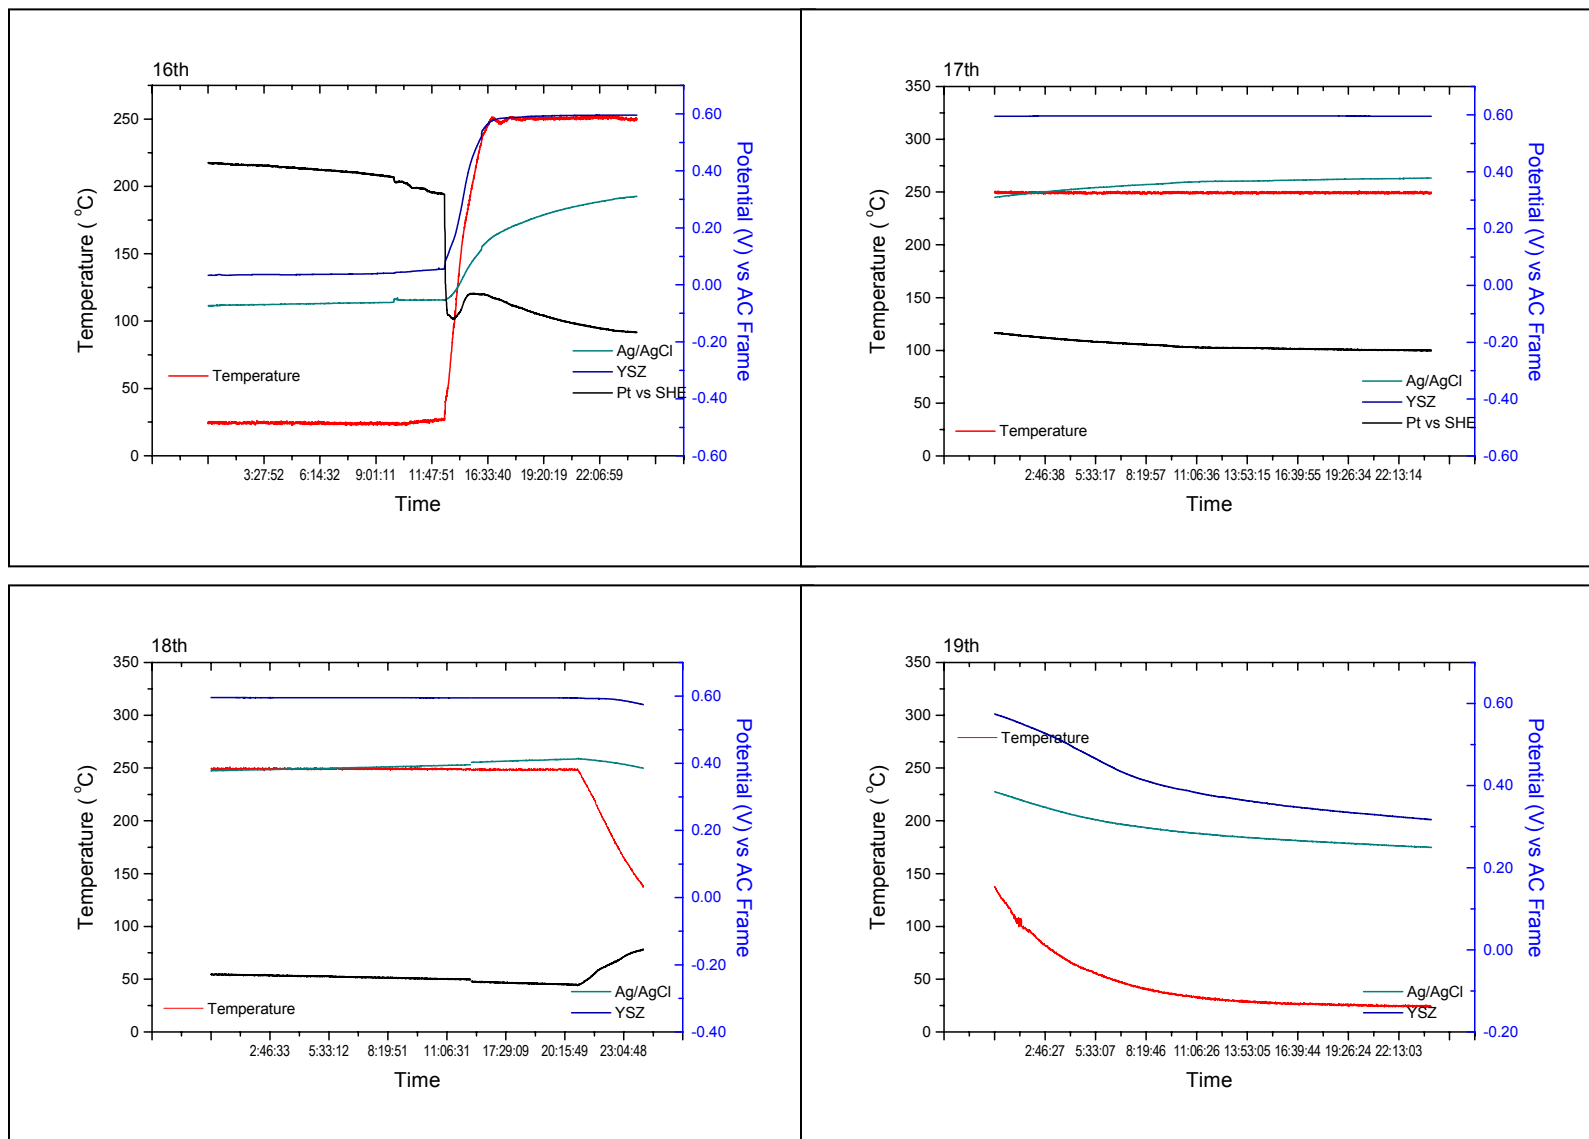 16th
250
200
150
100
50
0
0.60
0.40
0.20
0.00
-0.20
-0.40
-0.60
Temperature ( °C)
Potential (V) vs AC Frame
Ag/AgCl
YSZ
Pt vs SHE
Temperature
3:27:52 6:14:32 9:01:11 11:47:51 16:33:40 19:20:19 22:06:59
Time
17th
350
300
250
200
150
100
50
0
0.60
0.40
0.20
0.00
-0.20
-0.40
-0.60
Temperature ( °C)
Potential (V) vs AC Frame
Ag/AgCl
YSZ
Pt vs SHE
Temperature
2:46:38 5:33:17 8:19:57 11:06:36 13:53:15 16:39:55 19:26:34 22:13:14
Time
18th
350
300
250
200
150
100
50
0
0.60
0.40
0.20
0.00
-0.20
-0.40
Temperature ( °C)
Potential (V) vs AC Frame
Ag/AgCl
YSZ
Temperature
2:46:33 5:33:12 8:19:51 11:06:31 17:29:09 20:15:49 23:04:48
Time
19th
350
300
250
200
150
100
50
0
0.60
0.40
0.20
0.00
-0.20
Temperature ( °C)
Potential (V) vs AC Frame
Temperature
Ag/AgCl
YSZ
2:46:27 5:33:07 8:19:46 11:06:26 13:53:05 16:39:44 19:26:24 22:13:03
Time